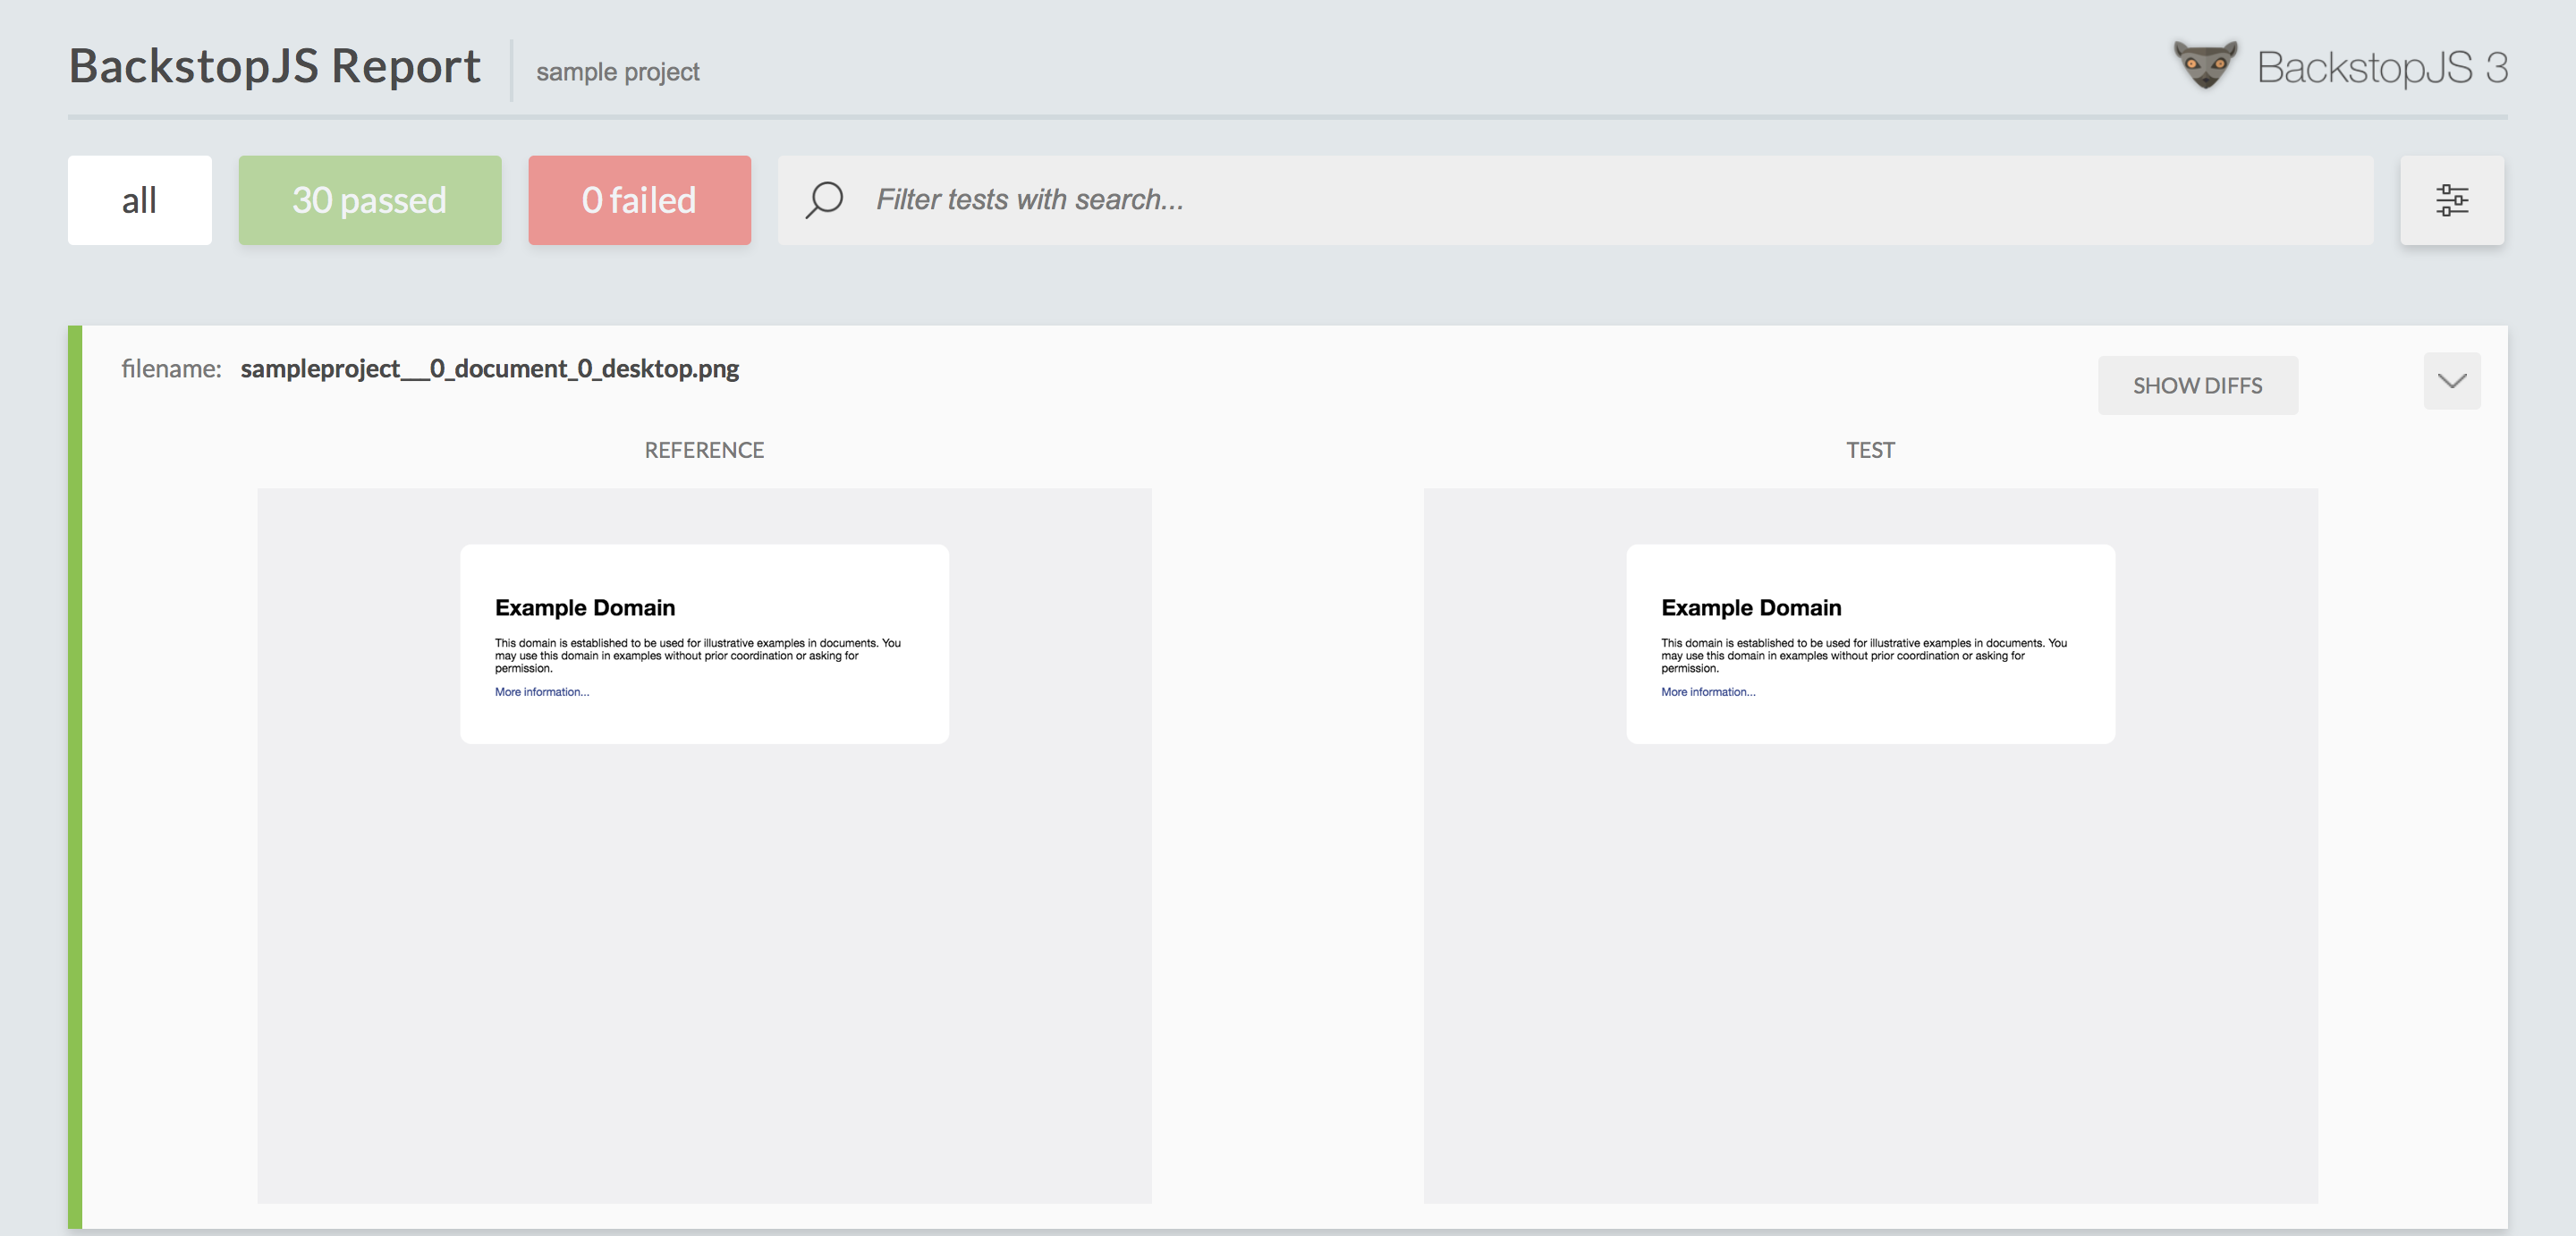 BackstopJS Report
sample project
BackstopJS 3
all
30 passed
0 failed
Filter tests with search...
filename: sampleproject__0_document_0_desktop.png
SHOW DIFFS
REFERENCE
TEST
Example Domain
This domain is established to be used for illustrative examples in documents. You
may use this domain in examples without prior coordination or asking for
permission.
More information...
Example Domain
This domain is established to be used for illustrative examples in documents. You
may use this domain in examples without prior coordination or asking for
permission.
More information...